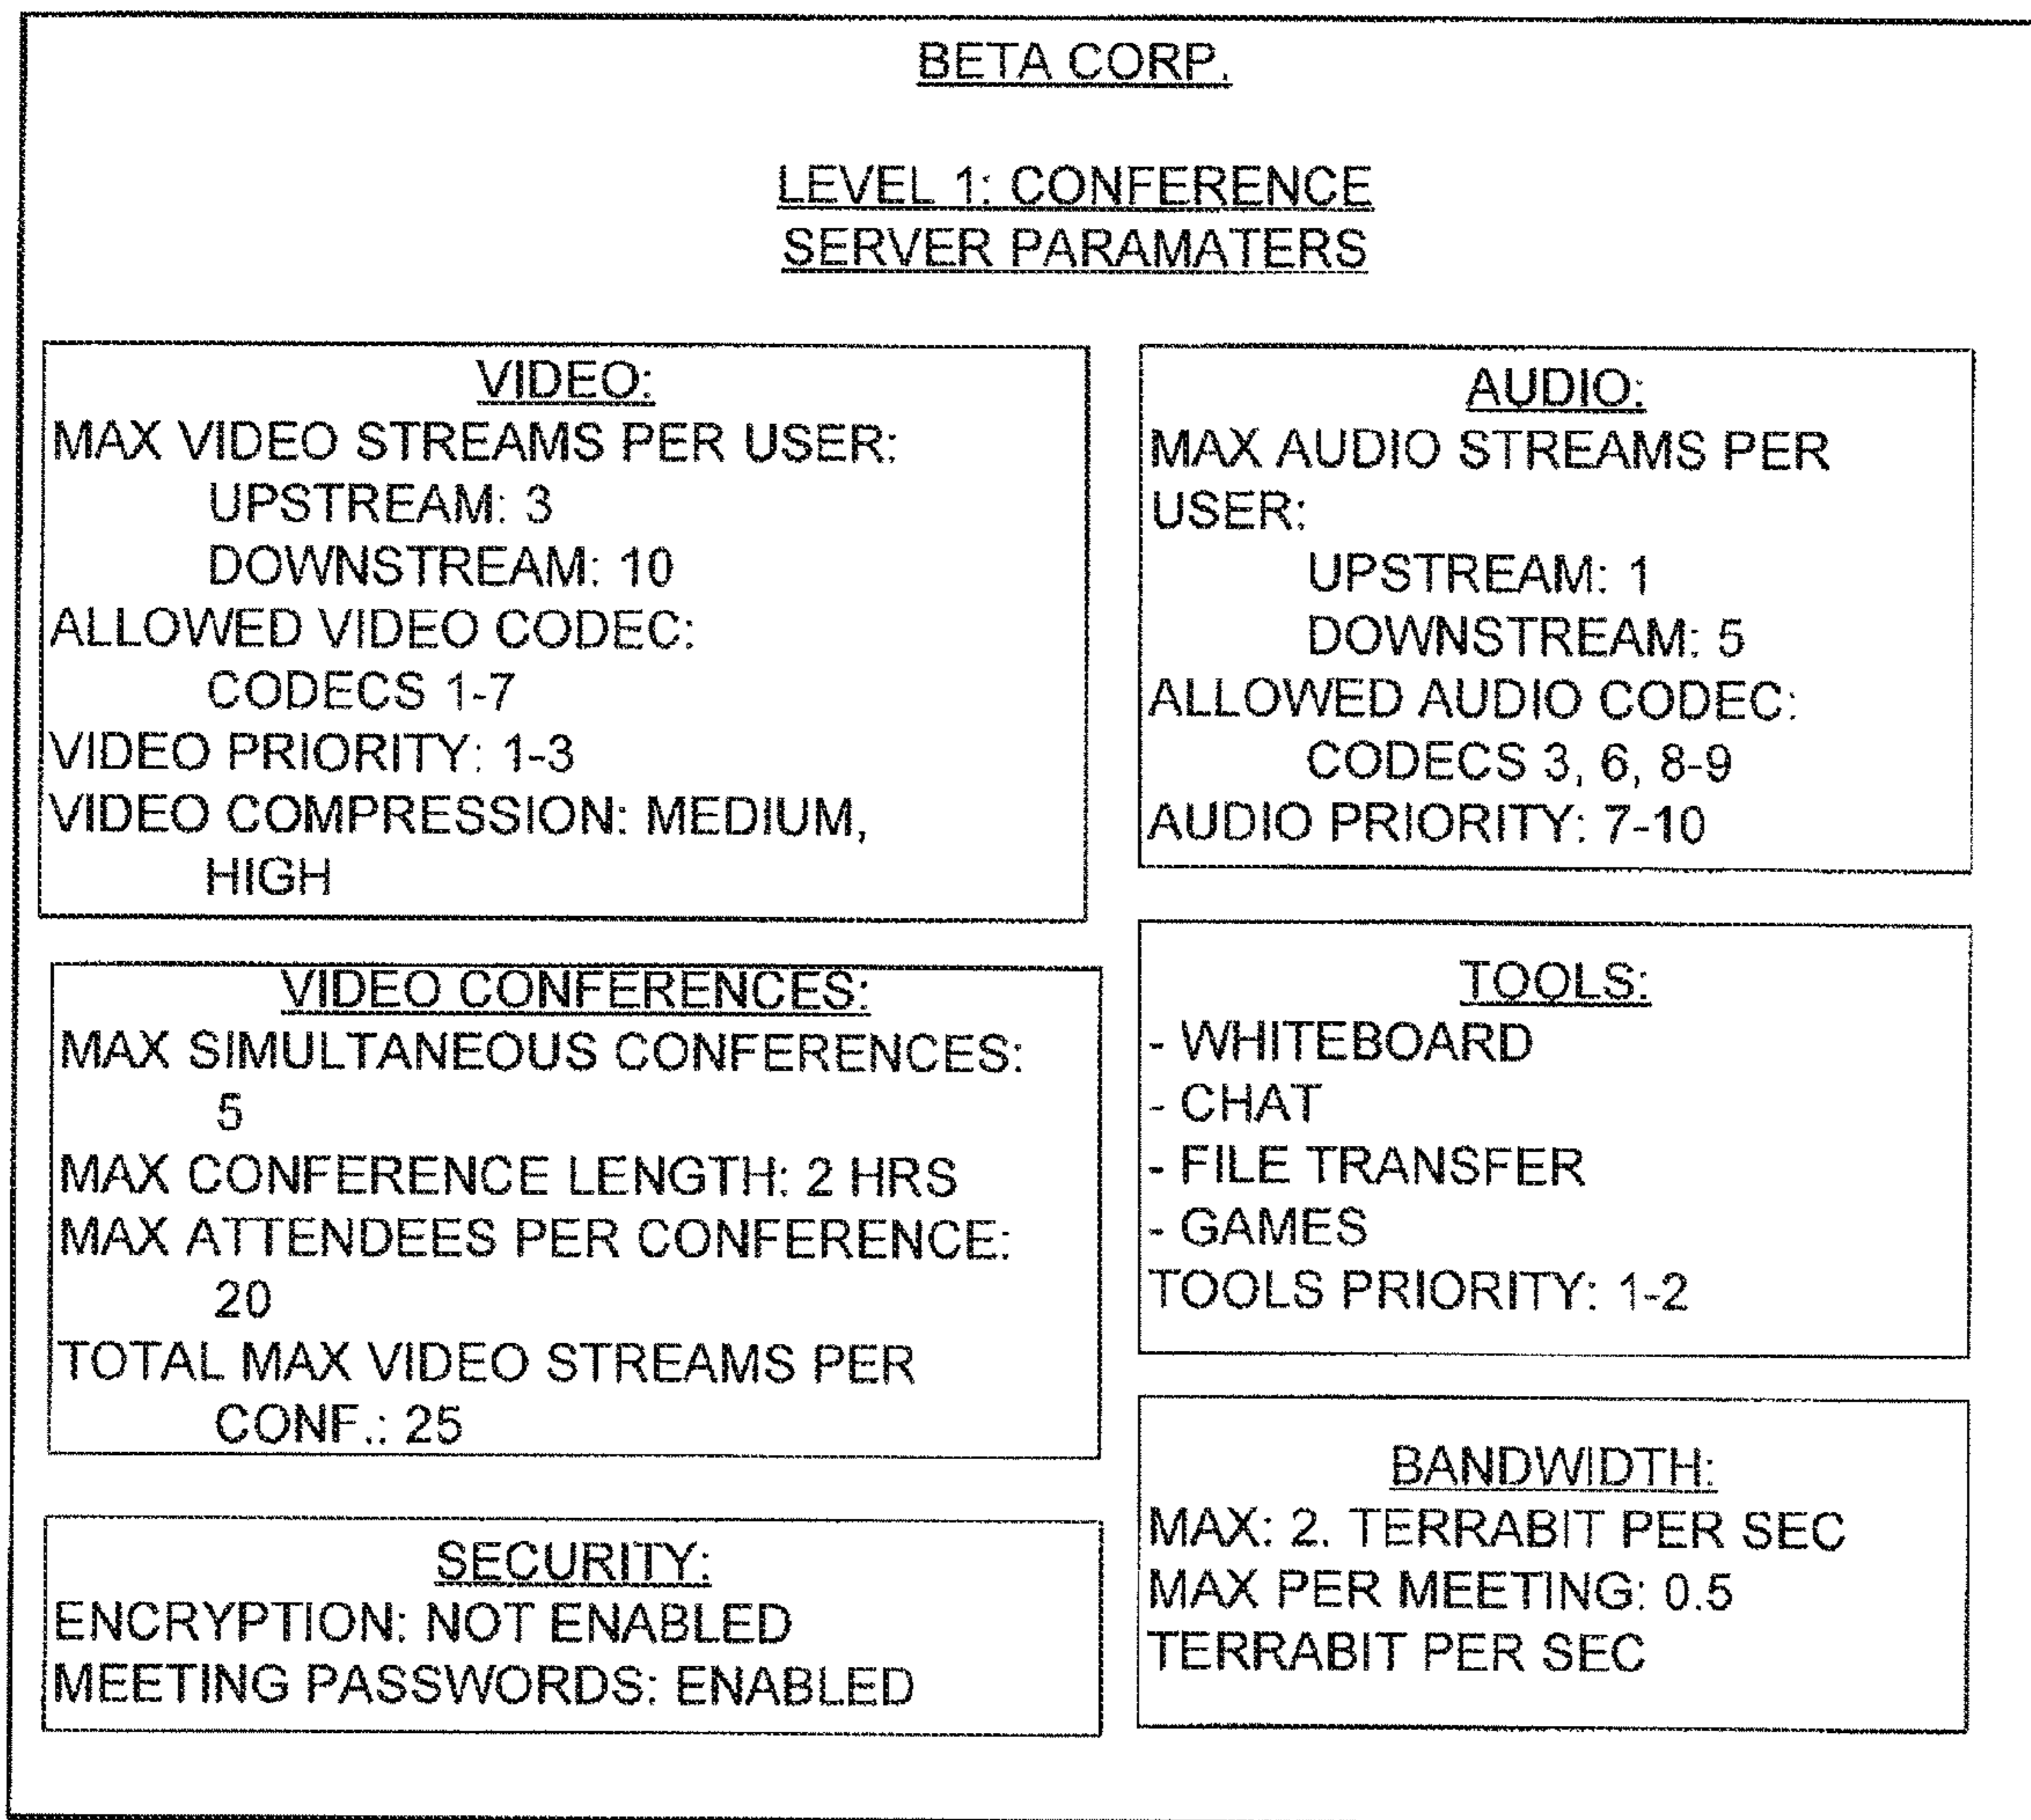 BETA CORP.
LEVEL 1: CONFERENCE
SERVER PARAMATERS
VIDEO:
MAX VIDEO STREAMS PER USER:
UPSTREAM: 3
DOWNSTREAM: 10
ALLOWED VIDEO CODEC:
CODECS 1-7
VIDEO PRIORITY: 1-3
VIDEO COMPRESSION: MEDIUM,
HIGH
AUDIO:
MAX AUDIO STREAMS PER
USER:
UPSTREAM: 1
DOWNSTREAM: 5
ALLOWED AUDIO CODEC:
CODECS 3, 6, 8-9
AUDIO PRIORITY: 7-10
VIDEO CONFERENCES:
MAX SIMULTANEOUS CONFERENCES:
5
MAX CONFERENCE LENGTH: 2 HRS
MAX ATTENDEES PER CONFERENCE:
20
TOTAL MAX VIDEO STREAMS PER
CONF.: 25
TOOLS:
- WHITEBOARD
- CHAT
- FILE TRANSFER
- GAMES
TOOLS PRIORITY: 1-2
SECURITY:
ENCRYPTION: NOT ENABLED
MEETING PASSWORDS: ENABLED
BANDWIDTH:
MAX: 2. TERRABIT PER SEC
MAX PER MEETING: 0.5
TERRABIT PER SEC